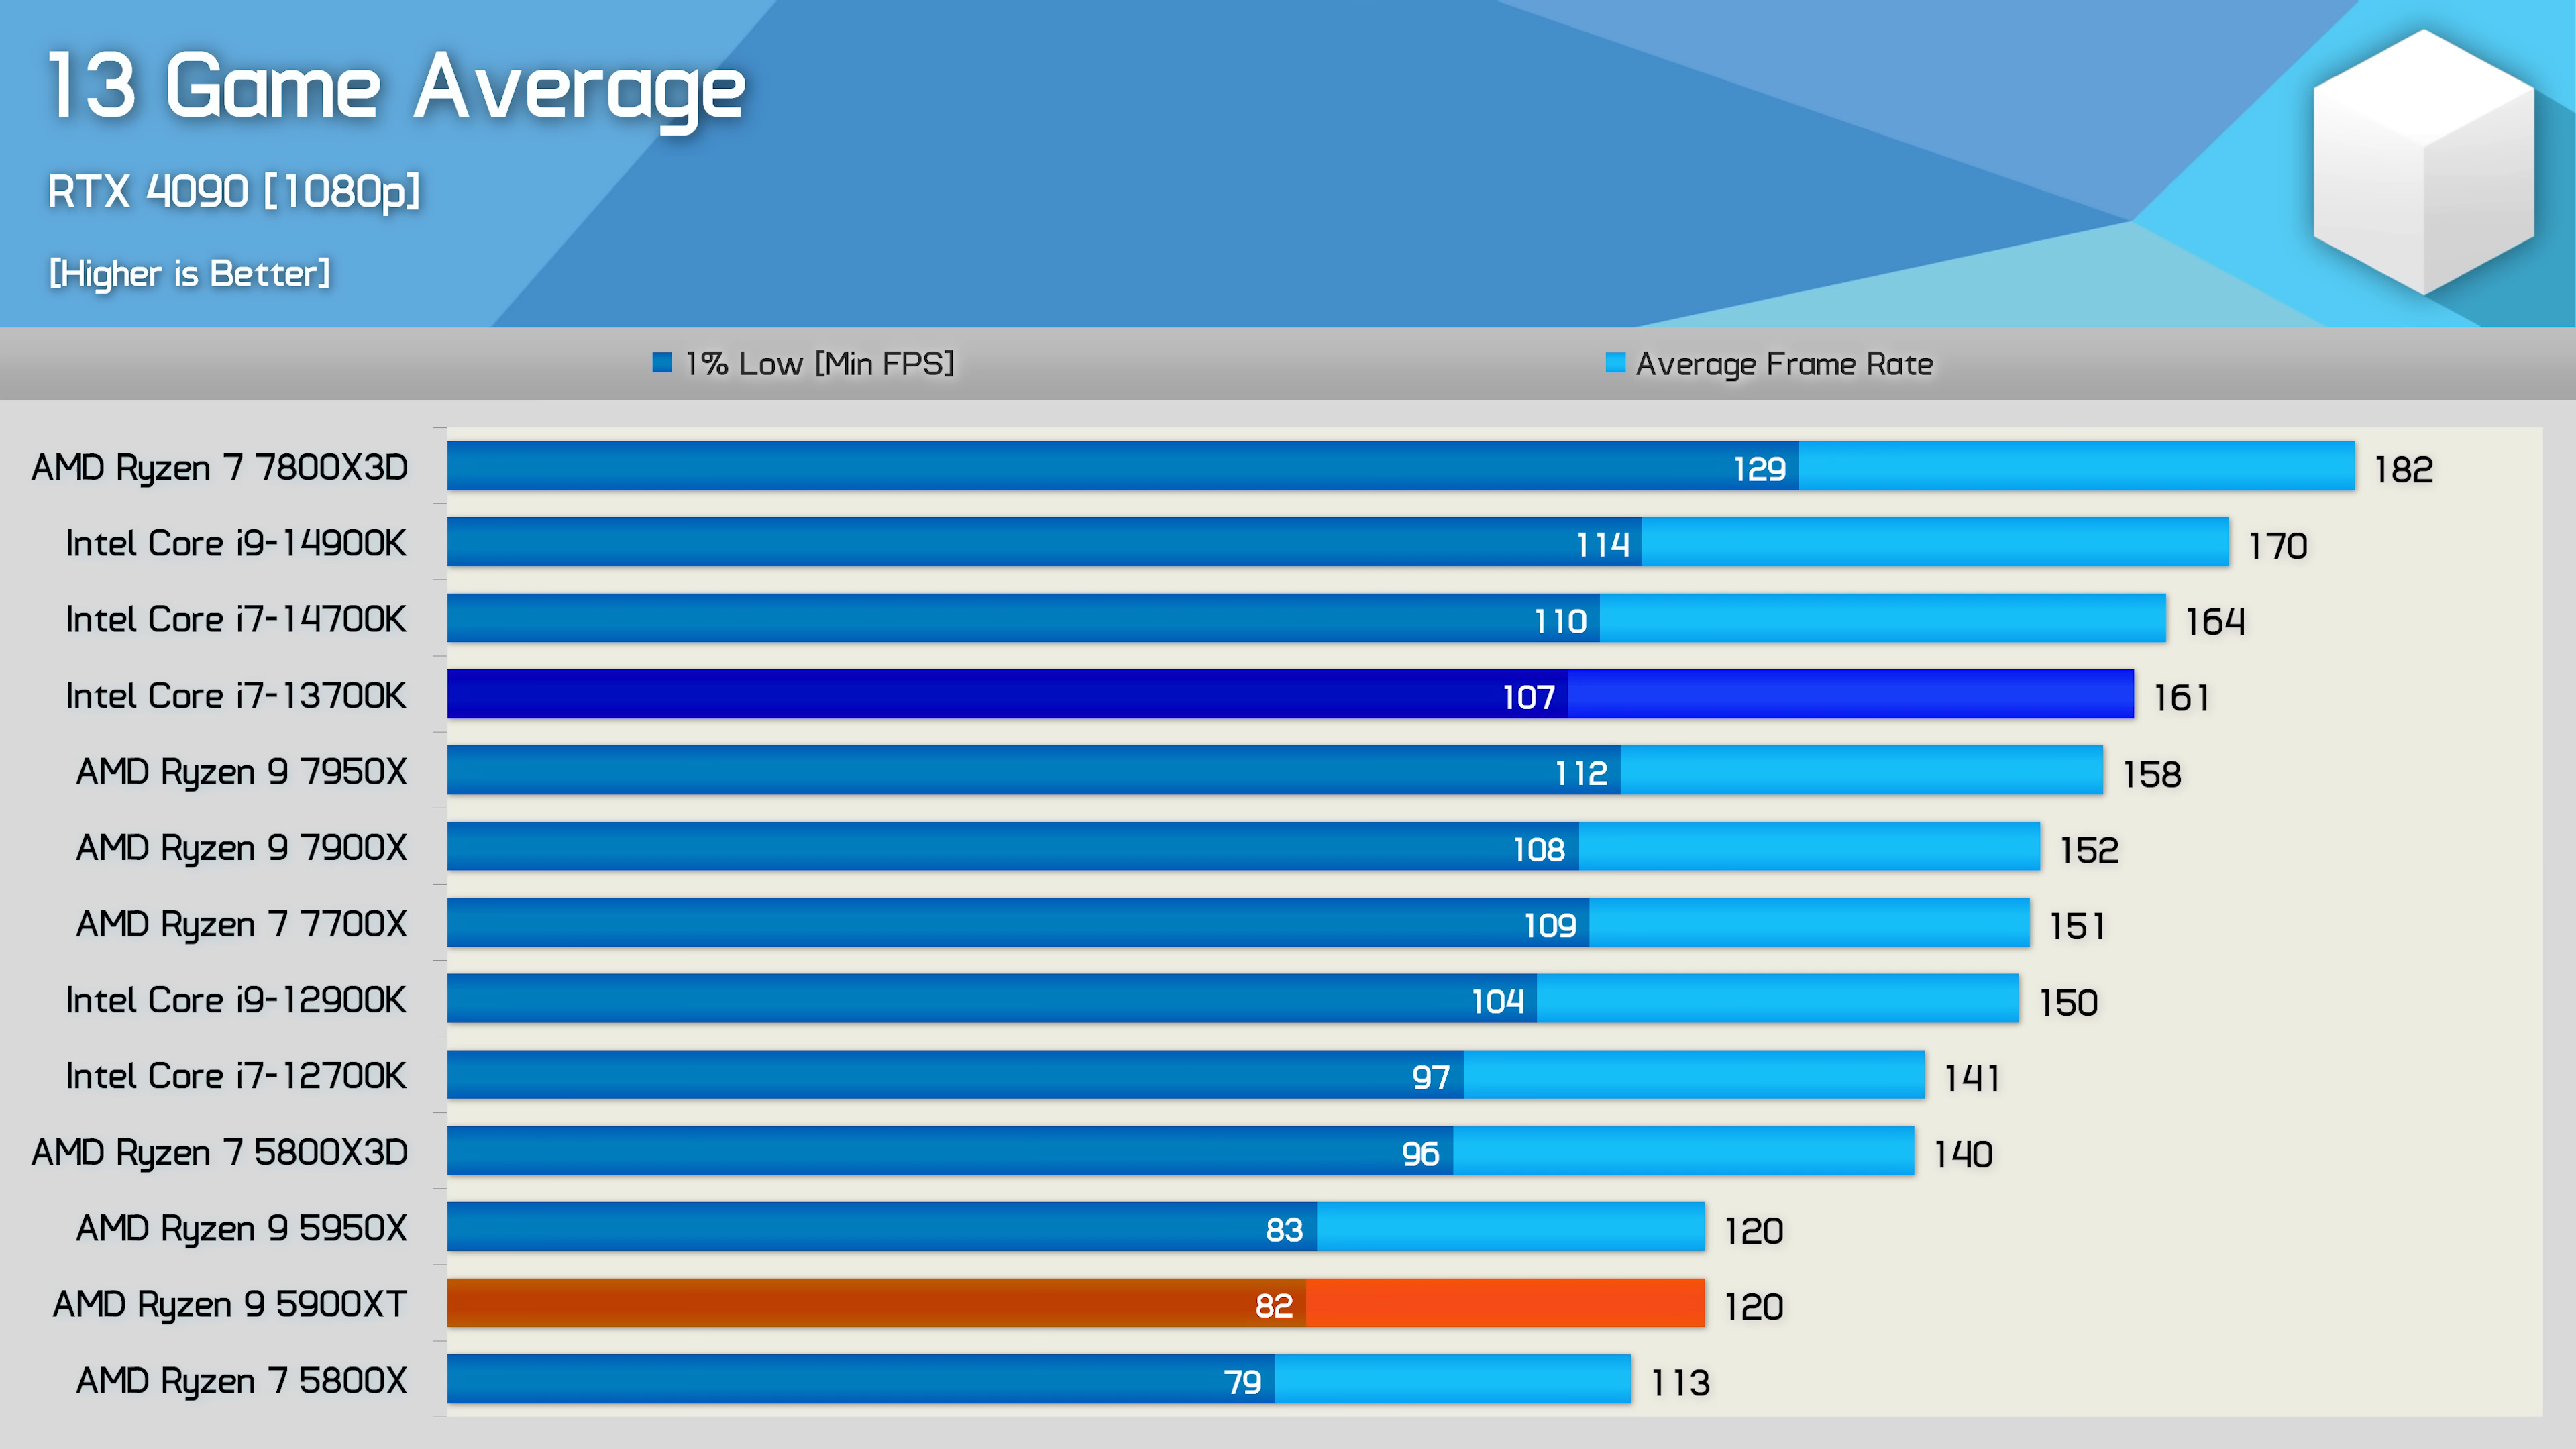 13 Game Average
RTX 4090 [1080p]
[Higher is Better]
1% Low [Min FPS] Average Frame Rate
AMD Ryzen 7 7800X3D 129 182
Intel Core i9-14900K 114 170
Intel Core i7-14700K 110 164
Intel Core i7-13700K 107 161
AMD Ryzen 9 7950X 112 158
AMD Ryzen 9 7900X 108 152
AMD Ryzen 7 7700X 109 151
Intel Core i9-12900K 104 150
Intel Core i7-12700K 97 141
AMD Ryzen 7 5800X3D 96 140
AMD Ryzen 9 5950X 83 120
AMD Ryzen 9 5900XT 82 120
AMD Ryzen 7 5800X 79 113